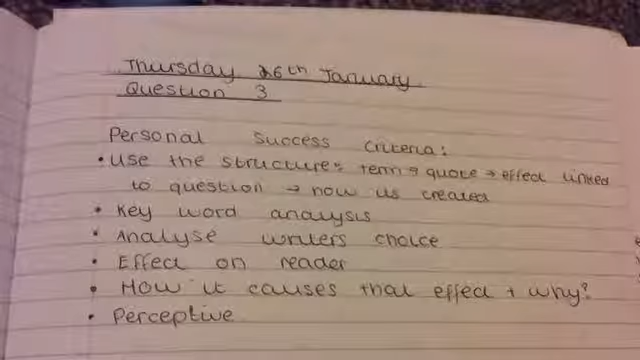 Thursday 26th January
Question 3
Personal Success Criteria:
• Use the structure: term → quote → effect linked
to question → how is created
• Key word analysis
• Analyse writers choice
• Effect on reader
• How it causes that effect + why?
• Perceptive